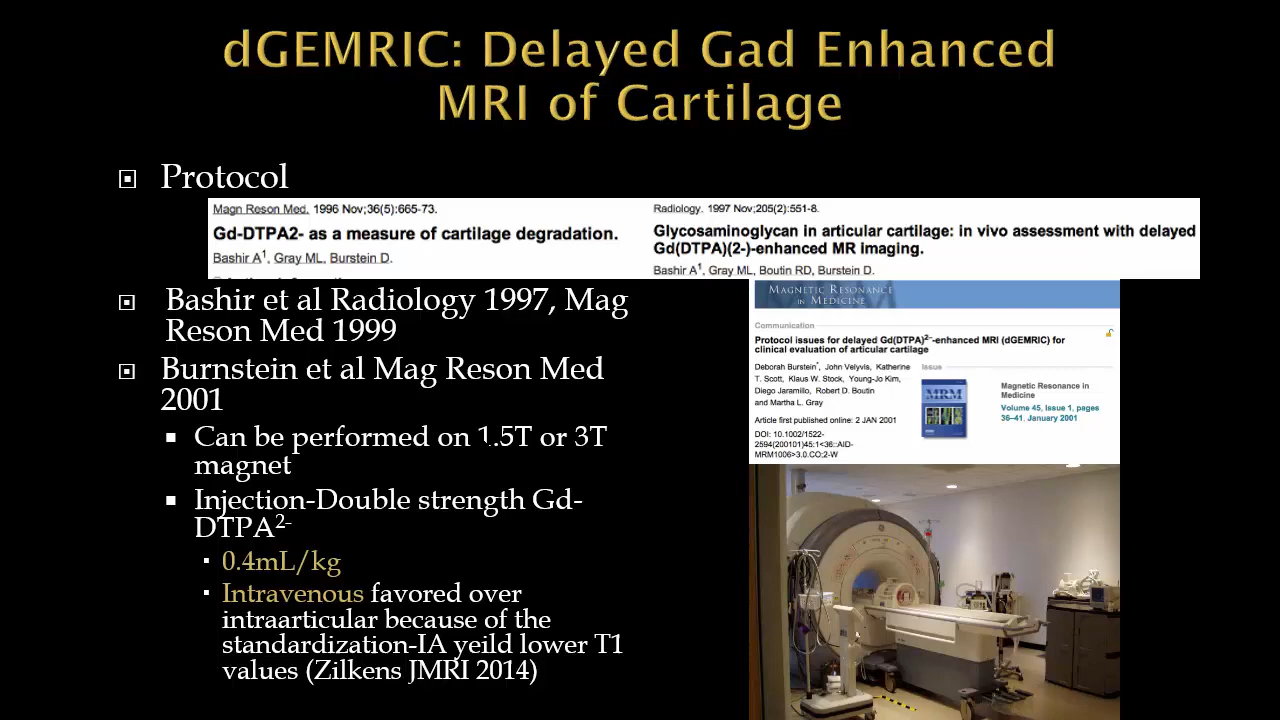 dGEMRIC: Delayed Gad Enhanced
MRI of Cartilage
Protocol
Magn Reson Med. 1996 Nov;36(5):665-73.
Gd-DTPA2- as a measure of cartilage degradation.
Bashir A1, Gray ML, Burstein D.
Radiology. 1997 Nov;205(2):551-8.
Glycosaminoglycan in articular cartilage: in vivo assessment with delayed
Gd(DTPA)(2-)-enhanced MR imaging.
Bashir A1, Gray ML, Boutin RD, Burstein D.
Bashir et al Radiology 1997, Mag
Reson Med 1999
Burnstein et al Mag Reson Med
2001
Can be performed on 1.5T or 3T
magnet
Injection-Double strength Gd-
DTPA2-
0.4mL/kg
Intravenous favored over
intraarticular because of the
standardization-IA yeild lower T1
values (Zilkens JMRI 2014)
MAGNETIC RESONANCE
IN MEDICINE
Communication
Protocol issues for delayed Gd(DTPA)2--enhanced MRI (dGEMRIC) for
clinical evaluation of articular cartilage
Deborah Burstein*, John Velyvis, Katherine
T. Scott, Klaus W. Stock, Young-Jo Kim,
Diego Jaramillo, Robert D. Boutin
and Martha L. Gray
Article first published online: 2 JAN 2001
DOI: 10.1002/1522-
2594(200101)45:1<36::AID-
MRM1006>3.0.CO;2-W
Issue
MRM
Magnetic Resonance in
Medicine
Volume 45, Issue 1, pages
36–41, January 2001